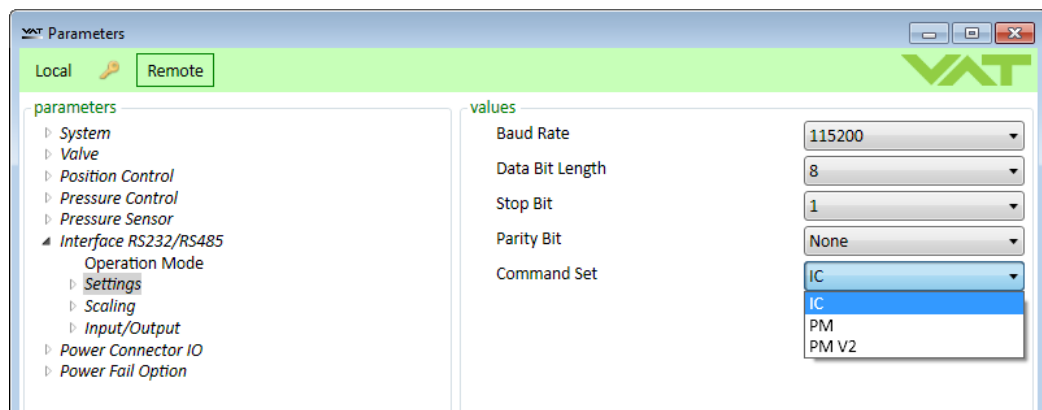 VAT Parameters
Local Remote
VAT
parameters
System
Valve
Position Control
Pressure Control
Pressure Sensor
Interface RS232/RS485
Operation Mode
Settings
Scaling
Input/Output
Power Connector IO
Power Fail Option
values
Baud Rate 115200
Data Bit Length 8
Stop Bit 1
Parity Bit None
Command Set IC
IC
PM
PM V2